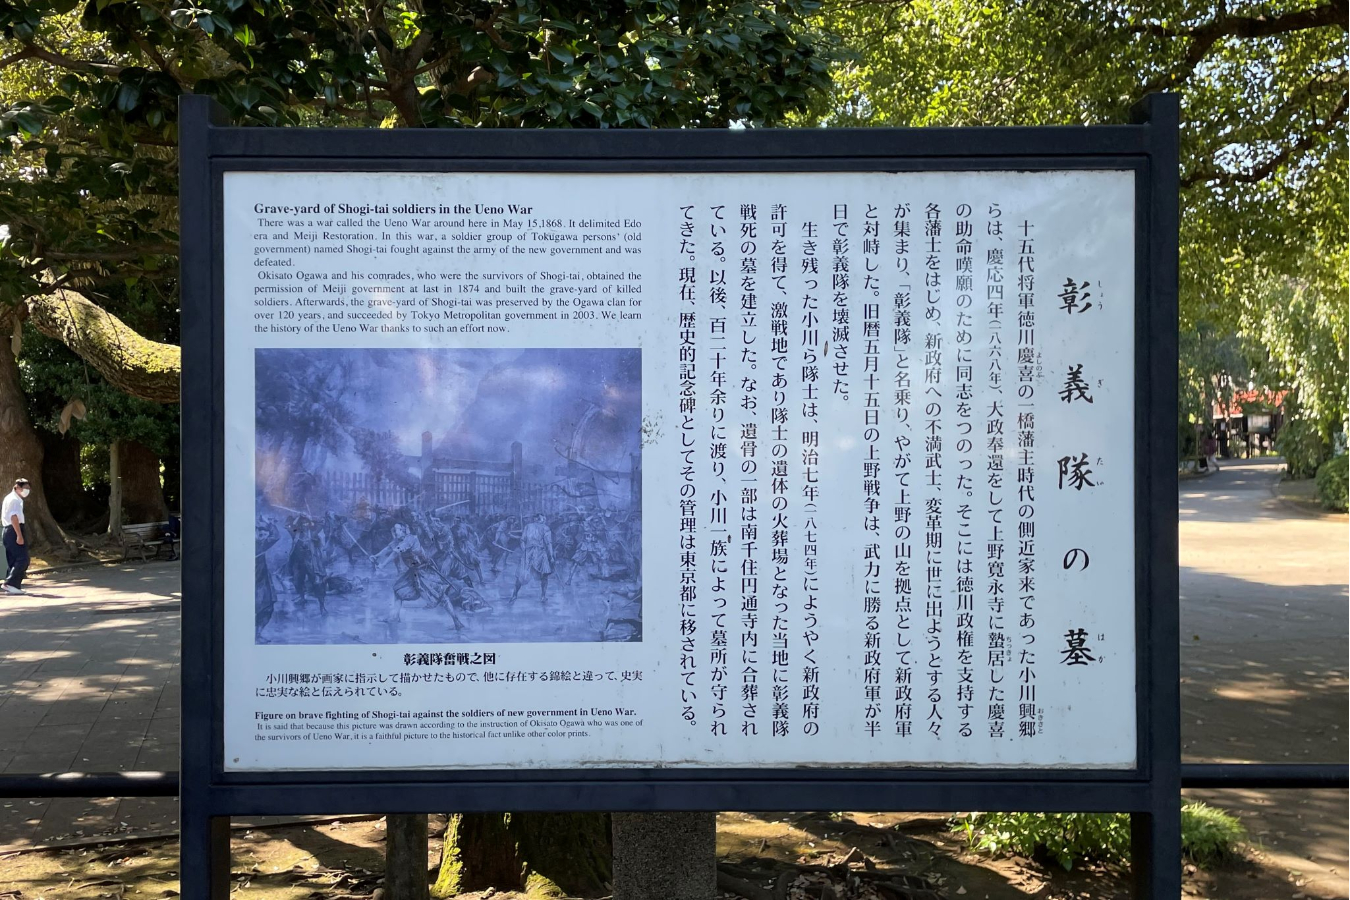 Grave-yard of Shogi-tai soldiers in the Ueno War
There was a war called the Ueno War around here in May 15,1868. It delimited Edo
era and Meiji Restoration. In this war, a soldier group of Tokugawa persons' (old
government) named Shogi-tai fought against the army of the new government and was
defeated.
Okisato Ogawa and his comrades, who were the survivors of Shogi-tai, obtained the
permission of Meiji government at last in 1874 and built the grave-yard of killed
soldiers. Afterwards, the grave-yard of Shogi-tai was preserved by the Ogawa clan for
over 120 years, and succeeded by Tokyo Metropolitan government in 2003. We learn
the history of the Ueno War thanks to such an effort now.
彰義隊奮戦之図
小川興郷が画家に指示して描かせたもので、他に存在する錦絵と違って、史実
に忠実な絵と伝えられている。
Figure on brave fighting of Shogi-tai against the soldiers of new government in Ueno War.
It is said that because this picture was drawn according to the instruction of Okisato Ogawa who was one of
the survivors of Ueno War, it is a faithful picture to the historical fact unlike other color prints.
彰義隊の墓
しょうぎたいはか
十五代将軍徳川慶喜の一橋藩主時代の側近家来であった小川興郷
よしのぶ
おきさと
らは、慶応四年(一八六八年)、大政奉還をして上野寛永寺に蟄居した慶喜
ちっきょ
の助命嘆願のために同志をつのった。そこには徳川政権を支持する
各藩士をはじめ、新政府への不満武士、変革期に世に出ようとする人々
が集まり、「彰義隊」と名乗り、やがて上野の山を拠点として新政府軍
と対峙した。旧暦五月十五日の上野戦争は、武力に勝る新政府軍が半
日で彰義隊を壊滅させた。
生き残った小川ら隊士は、明治七年(一八七四年)にようやく新政府の
許可を得て、激戦地であり隊士の遺体の火葬場となった当地に彰義隊
戦死の墓を建立した。なお、遺骨の一部は南千住円通寺内に合葬され
ている。以後、百二十年余りに渡り、小川一族によって墓所が守られ
てきた。現在、歴史的記念碑としてその管理は東京都に移されている。